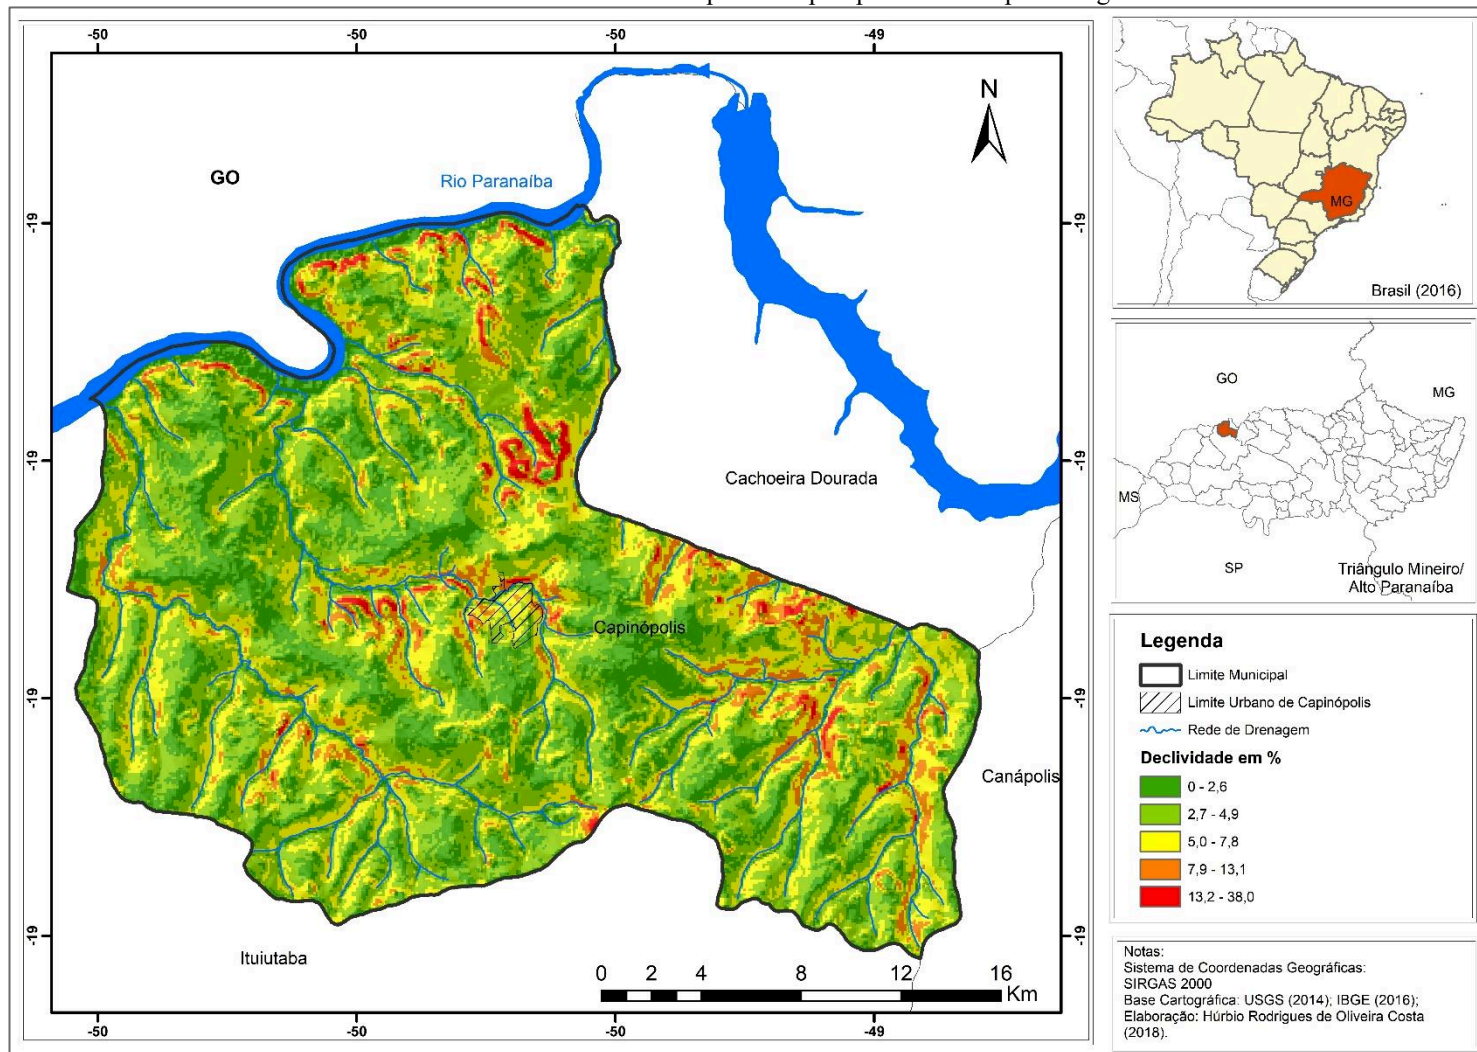 -50
-50
-50
-49
N
GO
Rio Paranaíba
-19
-19
-19
-19
-19
-19
-19
-19
Cachoeira Dourada
Capinópolis
Canápolis
Ituiutaba
0 2 4 8 12 16
Km
-50
-50
-50
-49
MG
Brasil (2016)
GO
MG
MS
SP
Triângulo Mineiro/
Alto Paranaíba
Legenda
Limite Municipal
Limite Urbano de Capinópolis
Rede de Drenagem
Declividade em %
0 - 2,6
2,7 - 4,9
5,0 - 7,8
7,9 - 13,1
13,2 - 38,0
Notas:
Sistema de Coordenadas Geográficas:
SIRGAS 2000
Base Cartográfica: USGS (2014); IBGE (2016);
Elaboração: Húrbio Rodrigues de Oliveira Costa
(2018).